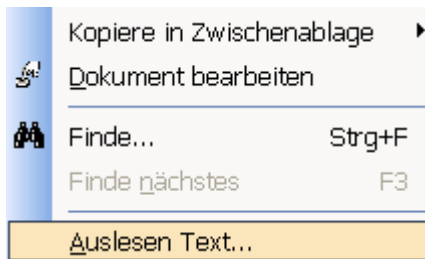 Kopiere in Zwischenablage
Dokument bearbeiten
Finde... Strg+F
Finde nächstes F3
Auslesen Text...